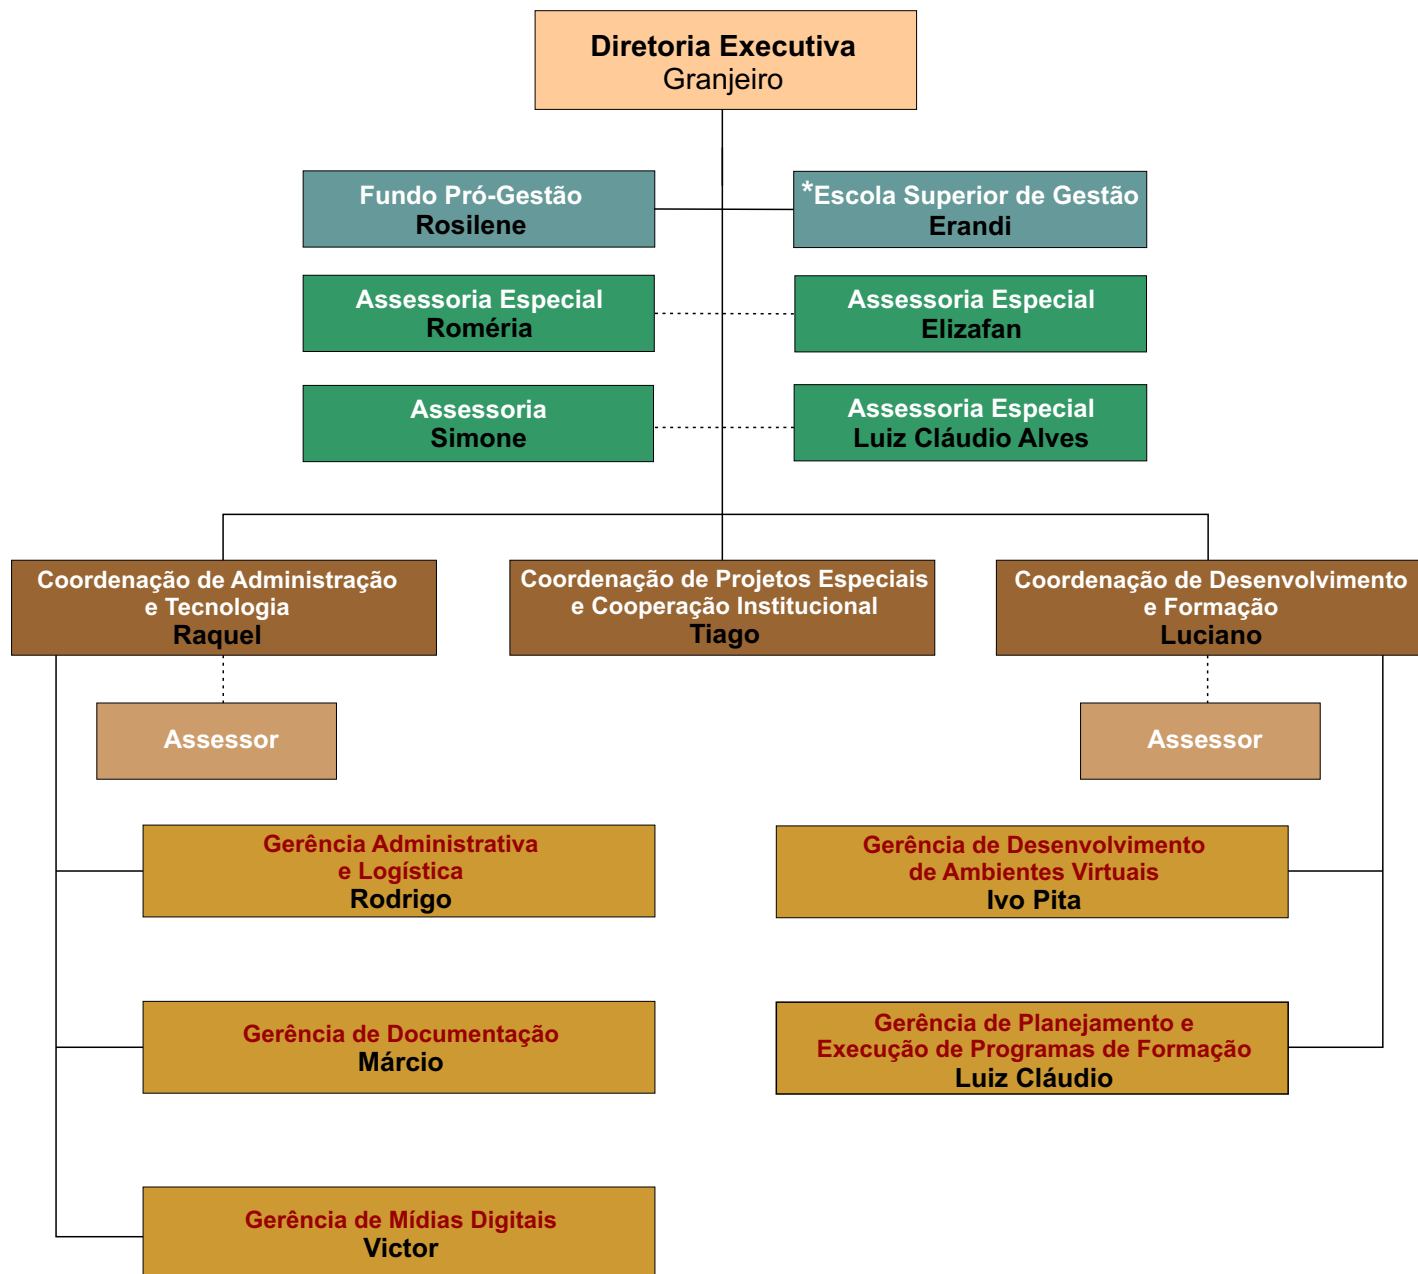 Diretoria Executiva
Granjeiro
Fundo Pró-Gestão
Rosilene
*Escola Superior de Gestão
Erandi
Assessoria Especial
Roméria
Assessoria Especial
Elizafan
Assessoria
Simone
Assessoria Especial
Luiz Cláudio Alves
Coordenação de Administração
e Tecnologia
Raquel
Coordenação de Projetos Especiais
e Cooperação Institucional
Tiago
Coordenação de Desenvolvimento
e Formação
Luciano
Assessor
Assessor
Gerência Administrativa
e Logística
Rodrigo
Gerência de Desenvolvimento
de Ambientes Virtuais
Ivo Pita
Gerência de Documentação
Márcio
Gerência de Planejamento e
Execução de Programas de Formação
Luiz Cláudio
Gerência de Mídias Digitais
Victor